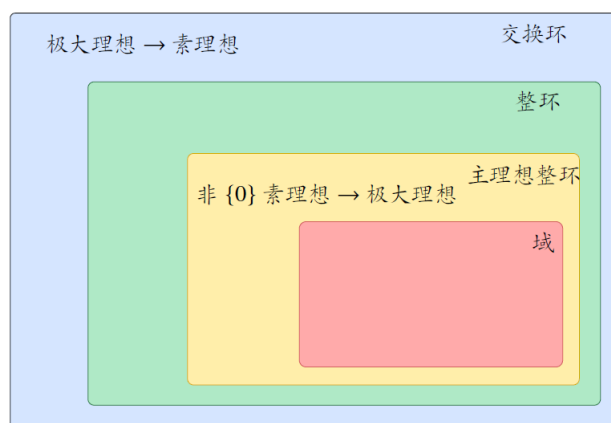 交换环
极大理想 → 素理想
整环
主理想整环
非 {0} 素理想 → 极大理想
域